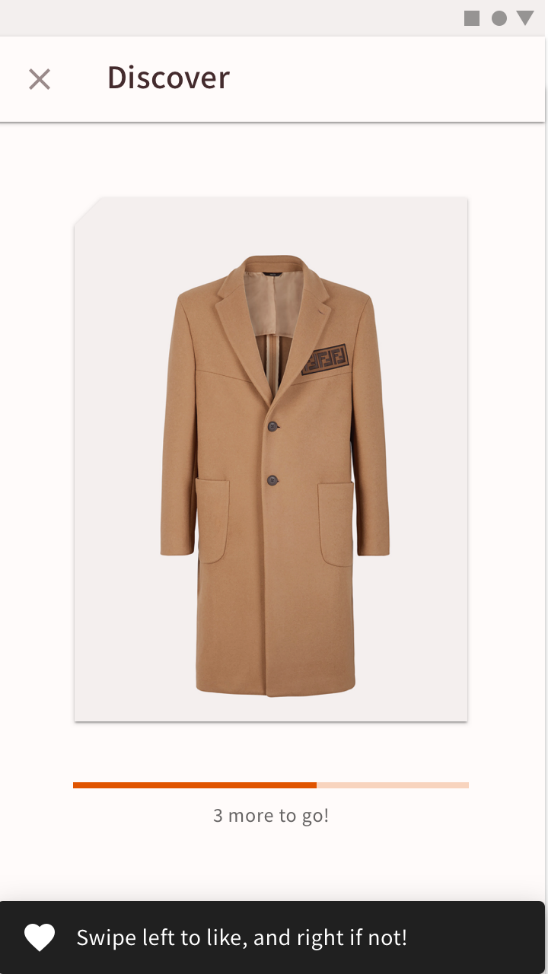 Discover
3 more to go!
Swipe left to like, and right if not!